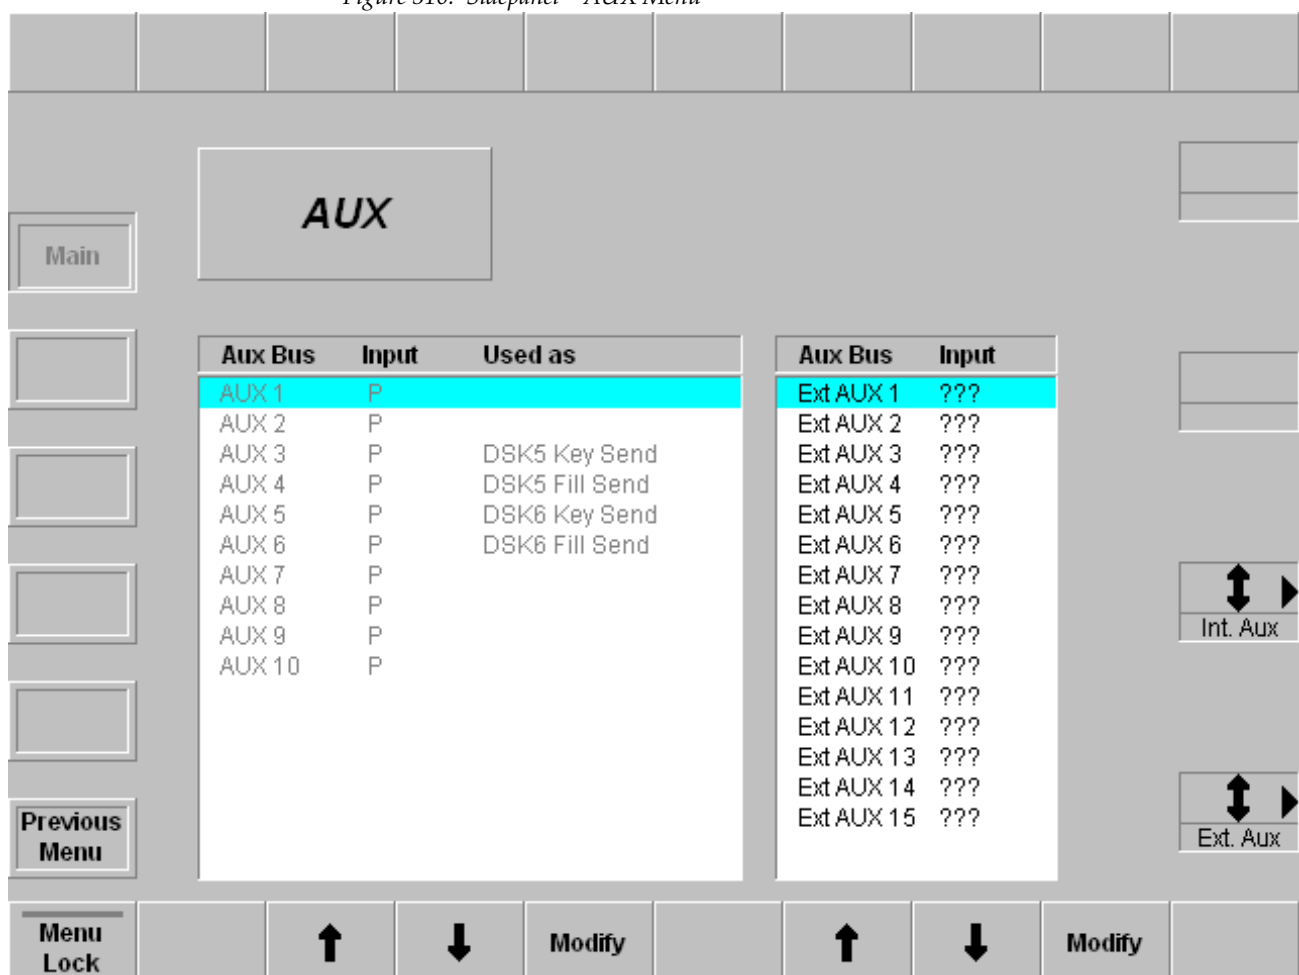 Figure 316. Sidepanel – AUX Menu
AUX
Main
Aux Bus Input Used as
AUX 1 P
AUX 2 P
AUX 3 P DSK5 Key Send
AUX 4 P DSK5 Fill Send
AUX 5 P DSK6 Key Send
AUX 6 P DSK6 Fill Send
AUX 7 P
AUX 8 P
AUX 9 P
AUX 10 P
Aux Bus Input
Ext AUX 1 ???
Ext AUX 2 ???
Ext AUX 3 ???
Ext AUX 4 ???
Ext AUX 5 ???
Ext AUX 6 ???
Ext AUX 7 ???
Ext AUX 8 ???
Ext AUX 9 ???
Ext AUX 10 ???
Ext AUX 11 ???
Ext AUX 12 ???
Ext AUX 13 ???
Ext AUX 14 ???
Ext AUX 15 ???
Int. Aux
Ext. Aux
Previous
Menu
Menu
Lock
Modify
Modify